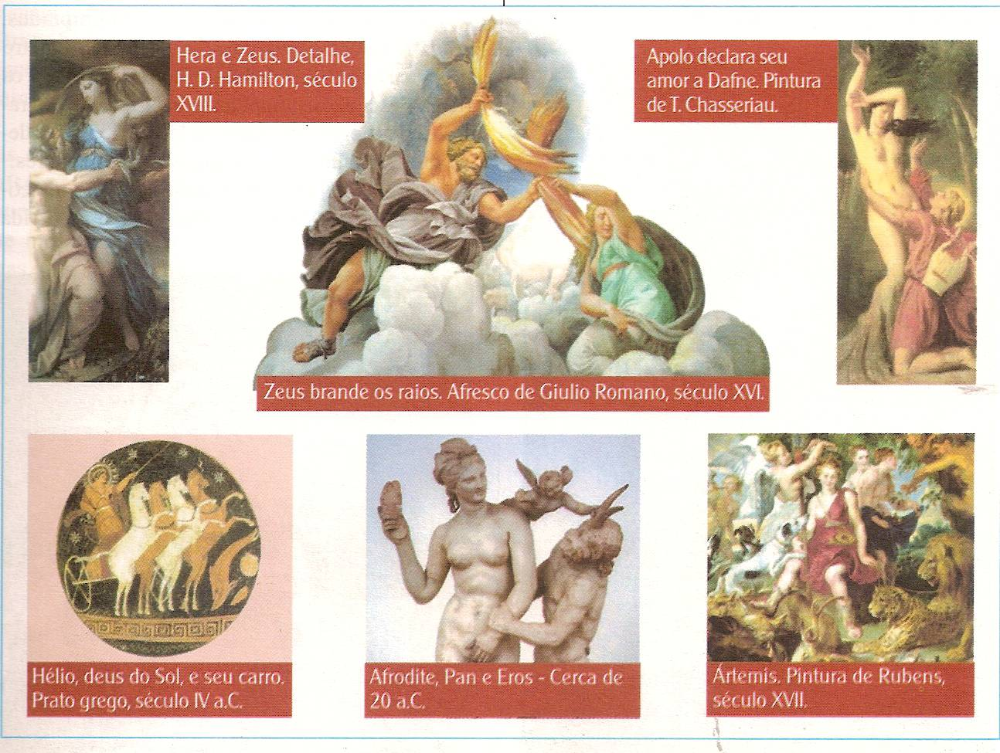 Hera e Zeus. Detalhe,
H. D. Hamilton, século
XVIII.
Apolo declara seu
amor a Dafne. Pintura
de T. Chasseriau.
Zeus brande os raios. Afresco de Giulio Romano, século XVI.
Hélio, deus do Sol, e seu carro.
Prato grego, século IV a.C.
Afrodite, Pan e Eros - Cerca de
20 a.C.
Ártemis. Pintura de Rubens,
século XVII.